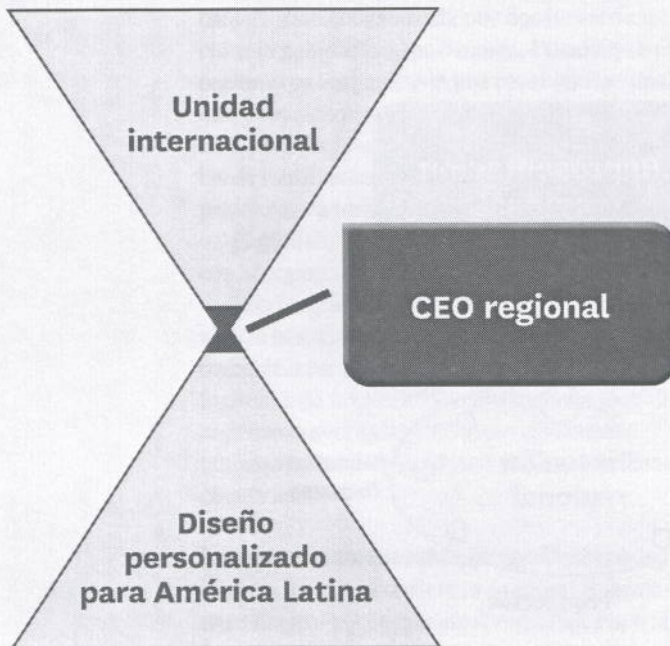 Unidad
internacional
CEO regional
Diseño
personalizado
para América Latina